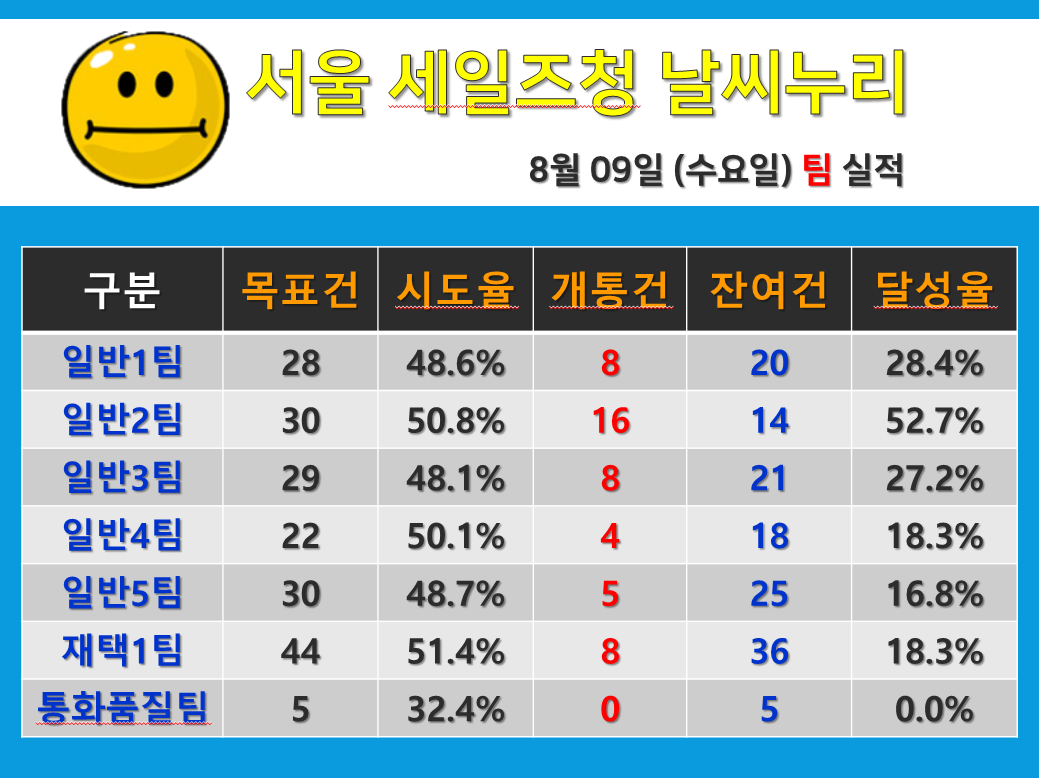 서울 세일즈청 날씨누리
8월 09일 (수요일) 팀 실적
구분 목표건 시도율 개통건 잔여건 달성율
일반1팀 28 48.6% 8 20 28.4%
일반2팀 30 50.8% 16 14 52.7%
일반3팀 29 48.1% 8 21 27.2%
일반4팀 22 50.1% 4 18 18.3%
일반5팀 30 48.7% 5 25 16.8%
재택1팀 44 51.4% 8 36 18.3%
통화품질팀 5 32.4% 0 5 0.0%